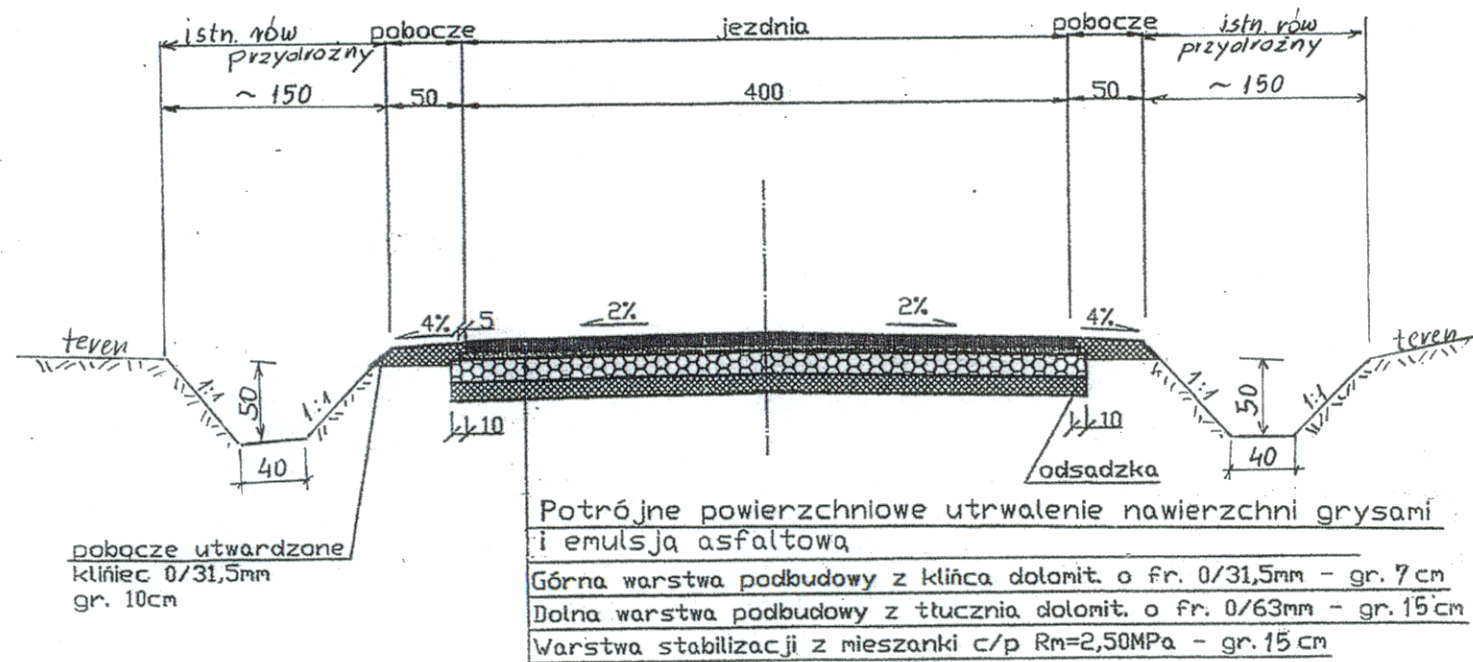 istn. rów pobocze jezdnia pobocze istn. rów
przydrożny przydrożny
~ 150 50 400 50 ~ 150
4% 5 2% 2% 4%
teren teren
1:1 50 1:1 1:1 50 1:1
10 10
40 40
odsadzka
Potrójne powierzchniowe utrwalenie nawierzchni grysami
i emulsją asfaltową
pobocze utwardzone
kliniec 0/31,5mm
gr. 10cm
Górna warstwa podbudowy z klińca dolomit. o fr. 0/31,5mm - gr. 7 cm
Dolna warstwa podbudowy z tłucznia dolomit. o fr. 0/63mm - gr. 15 cm
Warstwa stabilizacji z mieszanki c/p Rm=2,50MPa - gr. 15 cm